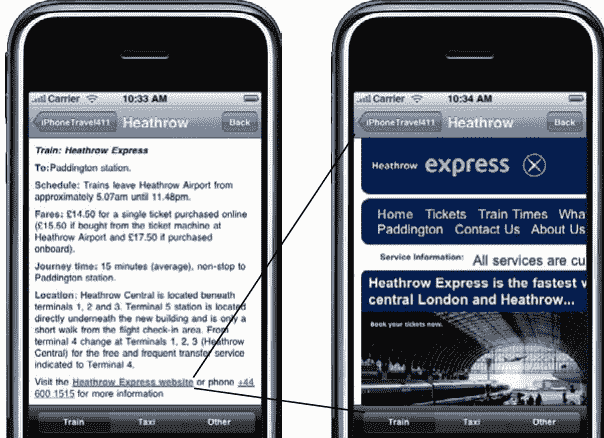 Carrier 10:33 AM
iPhoneTravel411 Heathrow Back
Train: Heathrow Express
To: Paddington station.
Schedule: Trains leave Heathrow Airport from
approximately 5.07am until 11.48pm.
Fares: £14.50 for a single ticket purchased online
(£15.50 if bought from the ticket machine at
Heathrow Airport and £17.50 if purchased
onboard).
Journey time: 15 minutes (average), non-stop to
Paddington station.
Location: Heathrow Central is located beneath
terminals 1, 2 and 3. Terminal 5 station is located
directly underneath the new building and is only a
short walk from the flight check-in area. From
terminal 4 change at Terminals 1, 2, 3 (Heathrow
Central) for the free and frequent transfer service
indicated to Terminal 4.
Visit the Heathrow Express website or phone +44
600 1515 for more information
Train Taxi Other
Carrier 10:34 AM
iPhoneTravel411 Heathrow Back
Heathrow express
Home Tickets Train Times Wha
Paddington Contact Us About Us
Service Information: All services are cu
Heathrow Express is the fastest w
central London and Heathrow...
Book your tickets now.
Train Taxi Other